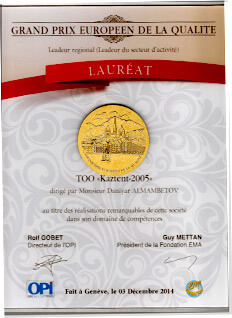 GRAND PRIX EUROPEEN DE LA QUALITE
Leadeur regional (Leadeur du secteur d'activité)
LAURÉAT
TOO «Kaztent-2005»
dirigé par Monsieur Daniyar ALMAMBETOV
au titre des réalisations remarquables de cette société
dans son domaine de compétences
Rolf GOBET
Directeur de l'OPI
Guy METTAN
Président de la Fondation EMA
OPI
Fait à Genève, le 03 Décembre 2014